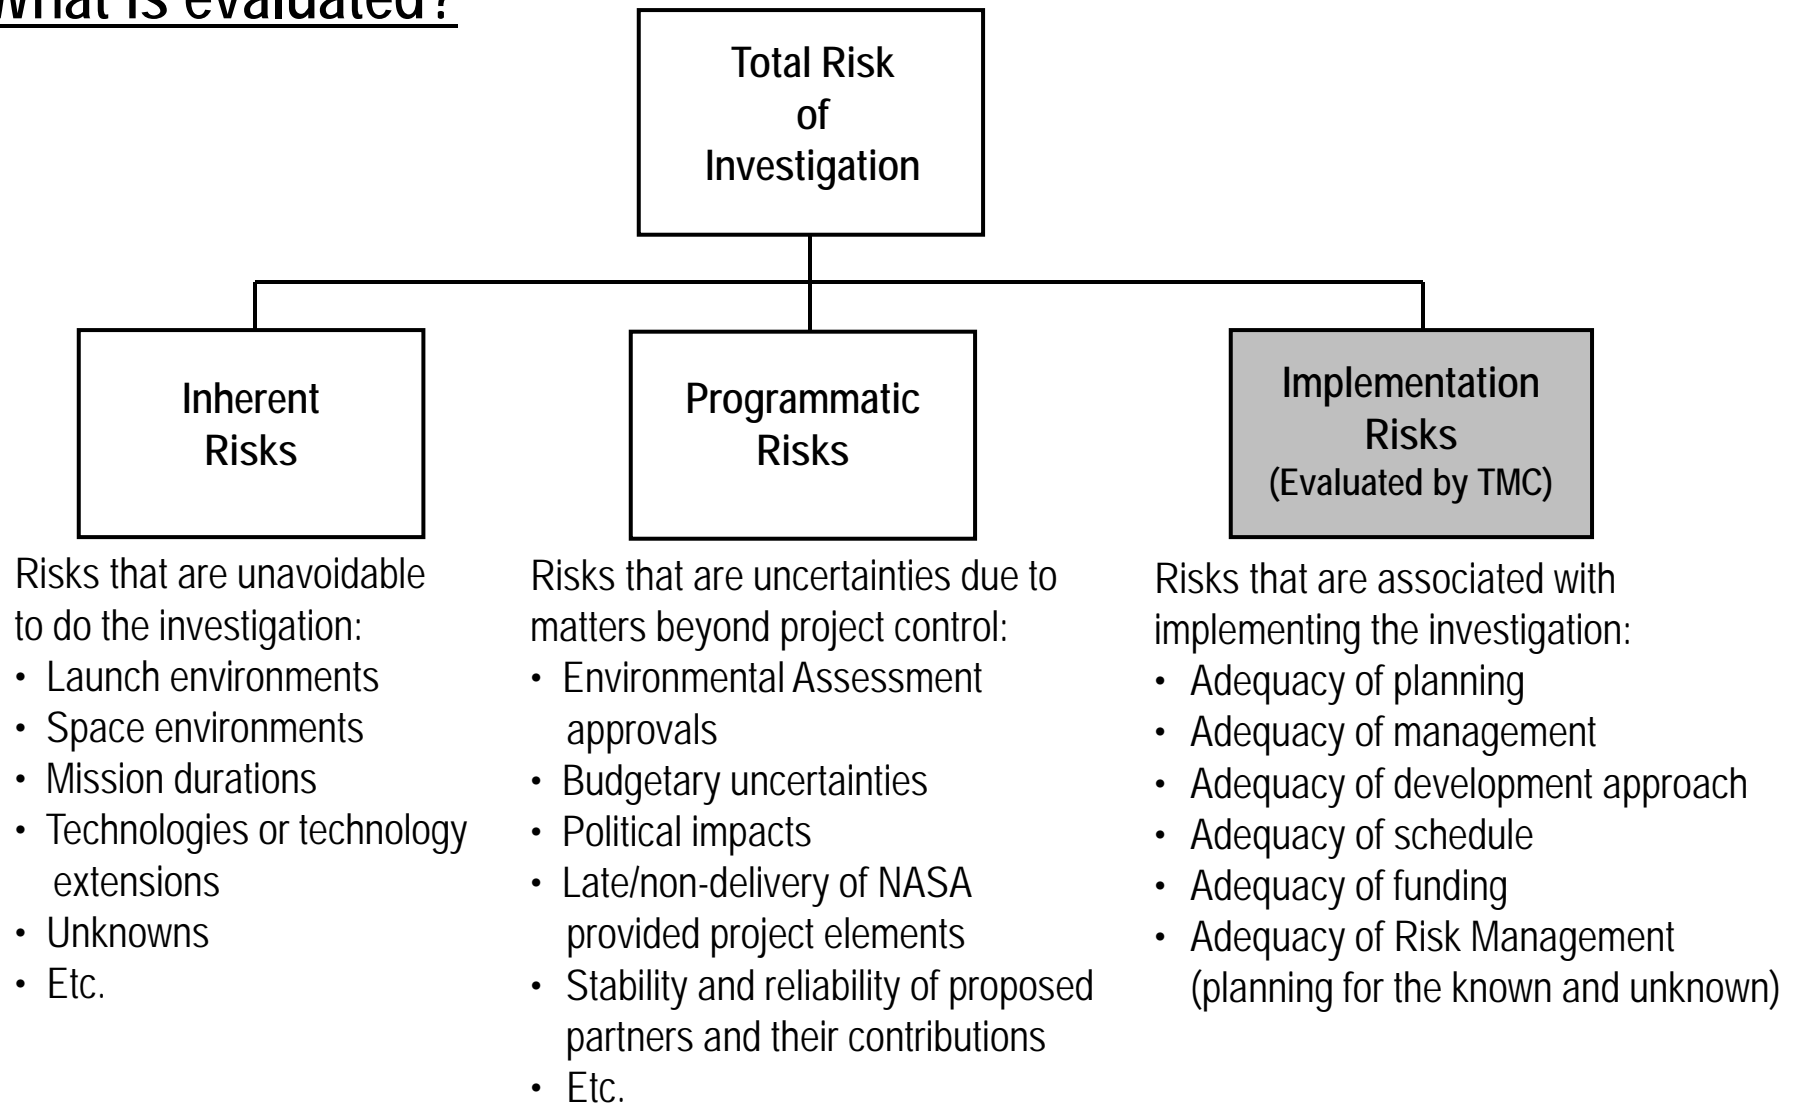 What is evaluated?
Total Risk
of
Investigation
Inherent
Risks
Programmatic
Risks
Implementation
Risks
(Evaluated by TMC)
Risks that are unavoidable
to do the investigation:
• Launch environments
• Space environments
• Mission durations
• Technologies or technology
extensions
• Unknowns
• Etc.
Risks that are uncertainties due to
matters beyond project control:
• Environmental Assessment
approvals
• Budgetary uncertainties
• Political impacts
• Late/non-delivery of NASA
provided project elements
• Stability and reliability of proposed
partners and their contributions
• Etc.
Risks that are associated with
implementing the investigation:
• Adequacy of planning
• Adequacy of management
• Adequacy of development approach
• Adequacy of schedule
• Adequacy of funding
• Adequacy of Risk Management
(planning for the known and unknown)